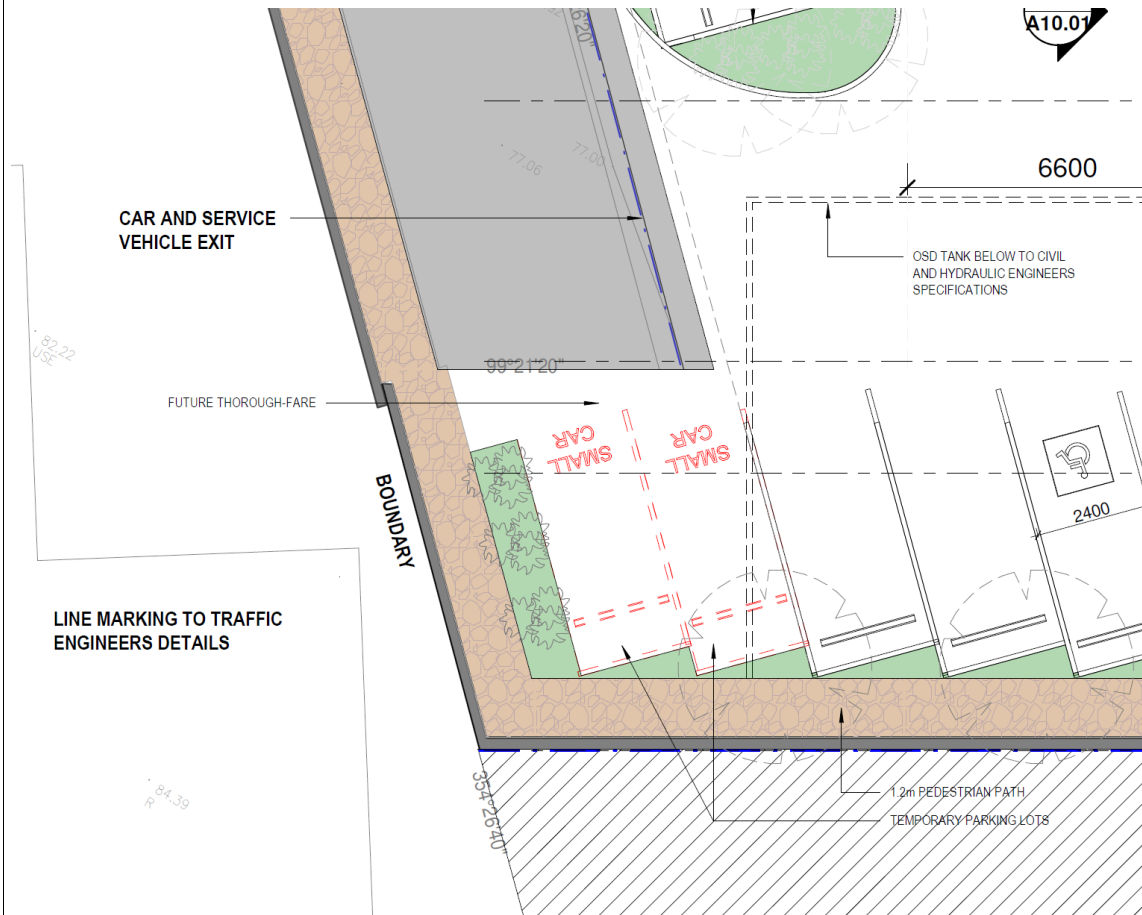 A10.01
6600
77.06
77.00
CAR AND SERVICE
VEHICLE EXIT
OSD TANK BELOW TO CIVIL
AND HYDRAULIC ENGINEERS
SPECIFICATIONS
82.22
USE
99°21'20"
FUTURE THOROUGH-FARE
SMALL
CAR
SMALL
CAR
BOUNDARY
2400
LINE MARKING TO TRAFFIC
ENGINEERS DETAILS
84.39
R
354°26'40"
1.2m PEDESTRIAN PATH
TEMPORARY PARKING LOTS